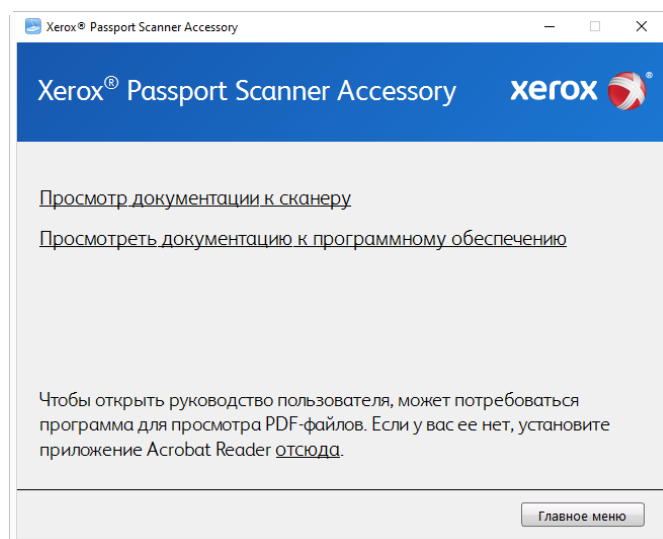 Xerox® Passport Scanner Accessory
Xerox® Passport Scanner Accessory
xerox ®
Просмотр документации к сканеру
Просмотреть документацию к программному обеспечению
Чтобы открыть руководство пользователя, может потребоваться
программа для просмотра PDF-файлов. Если у вас ее нет, установите
приложение Acrobat Reader отсюда.
Главное меню